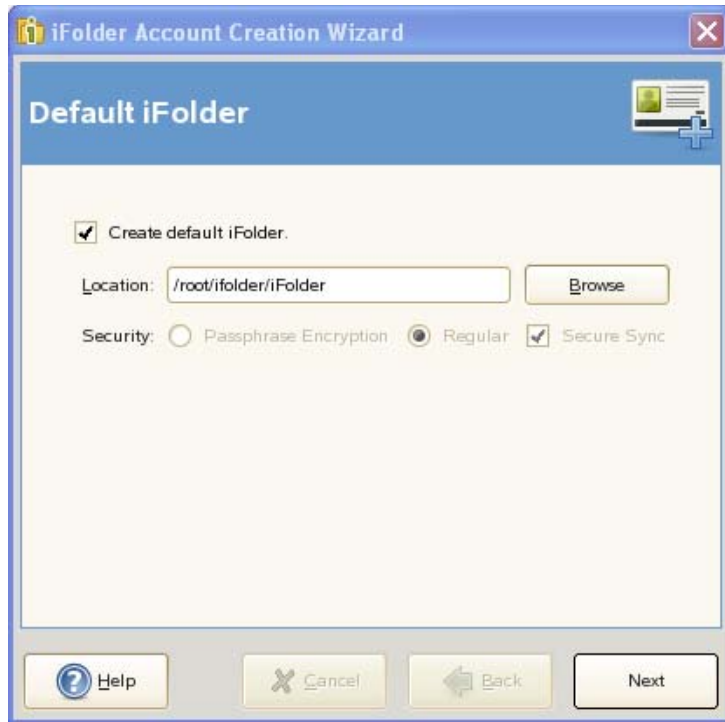 iFolder Account Creation Wizard
Default iFolder
Create default iFolder.
Location: /root/ifolder/iFolder Browse
Security: Passphrase Encryption Regular Secure Sync
Help Cancel Back Next